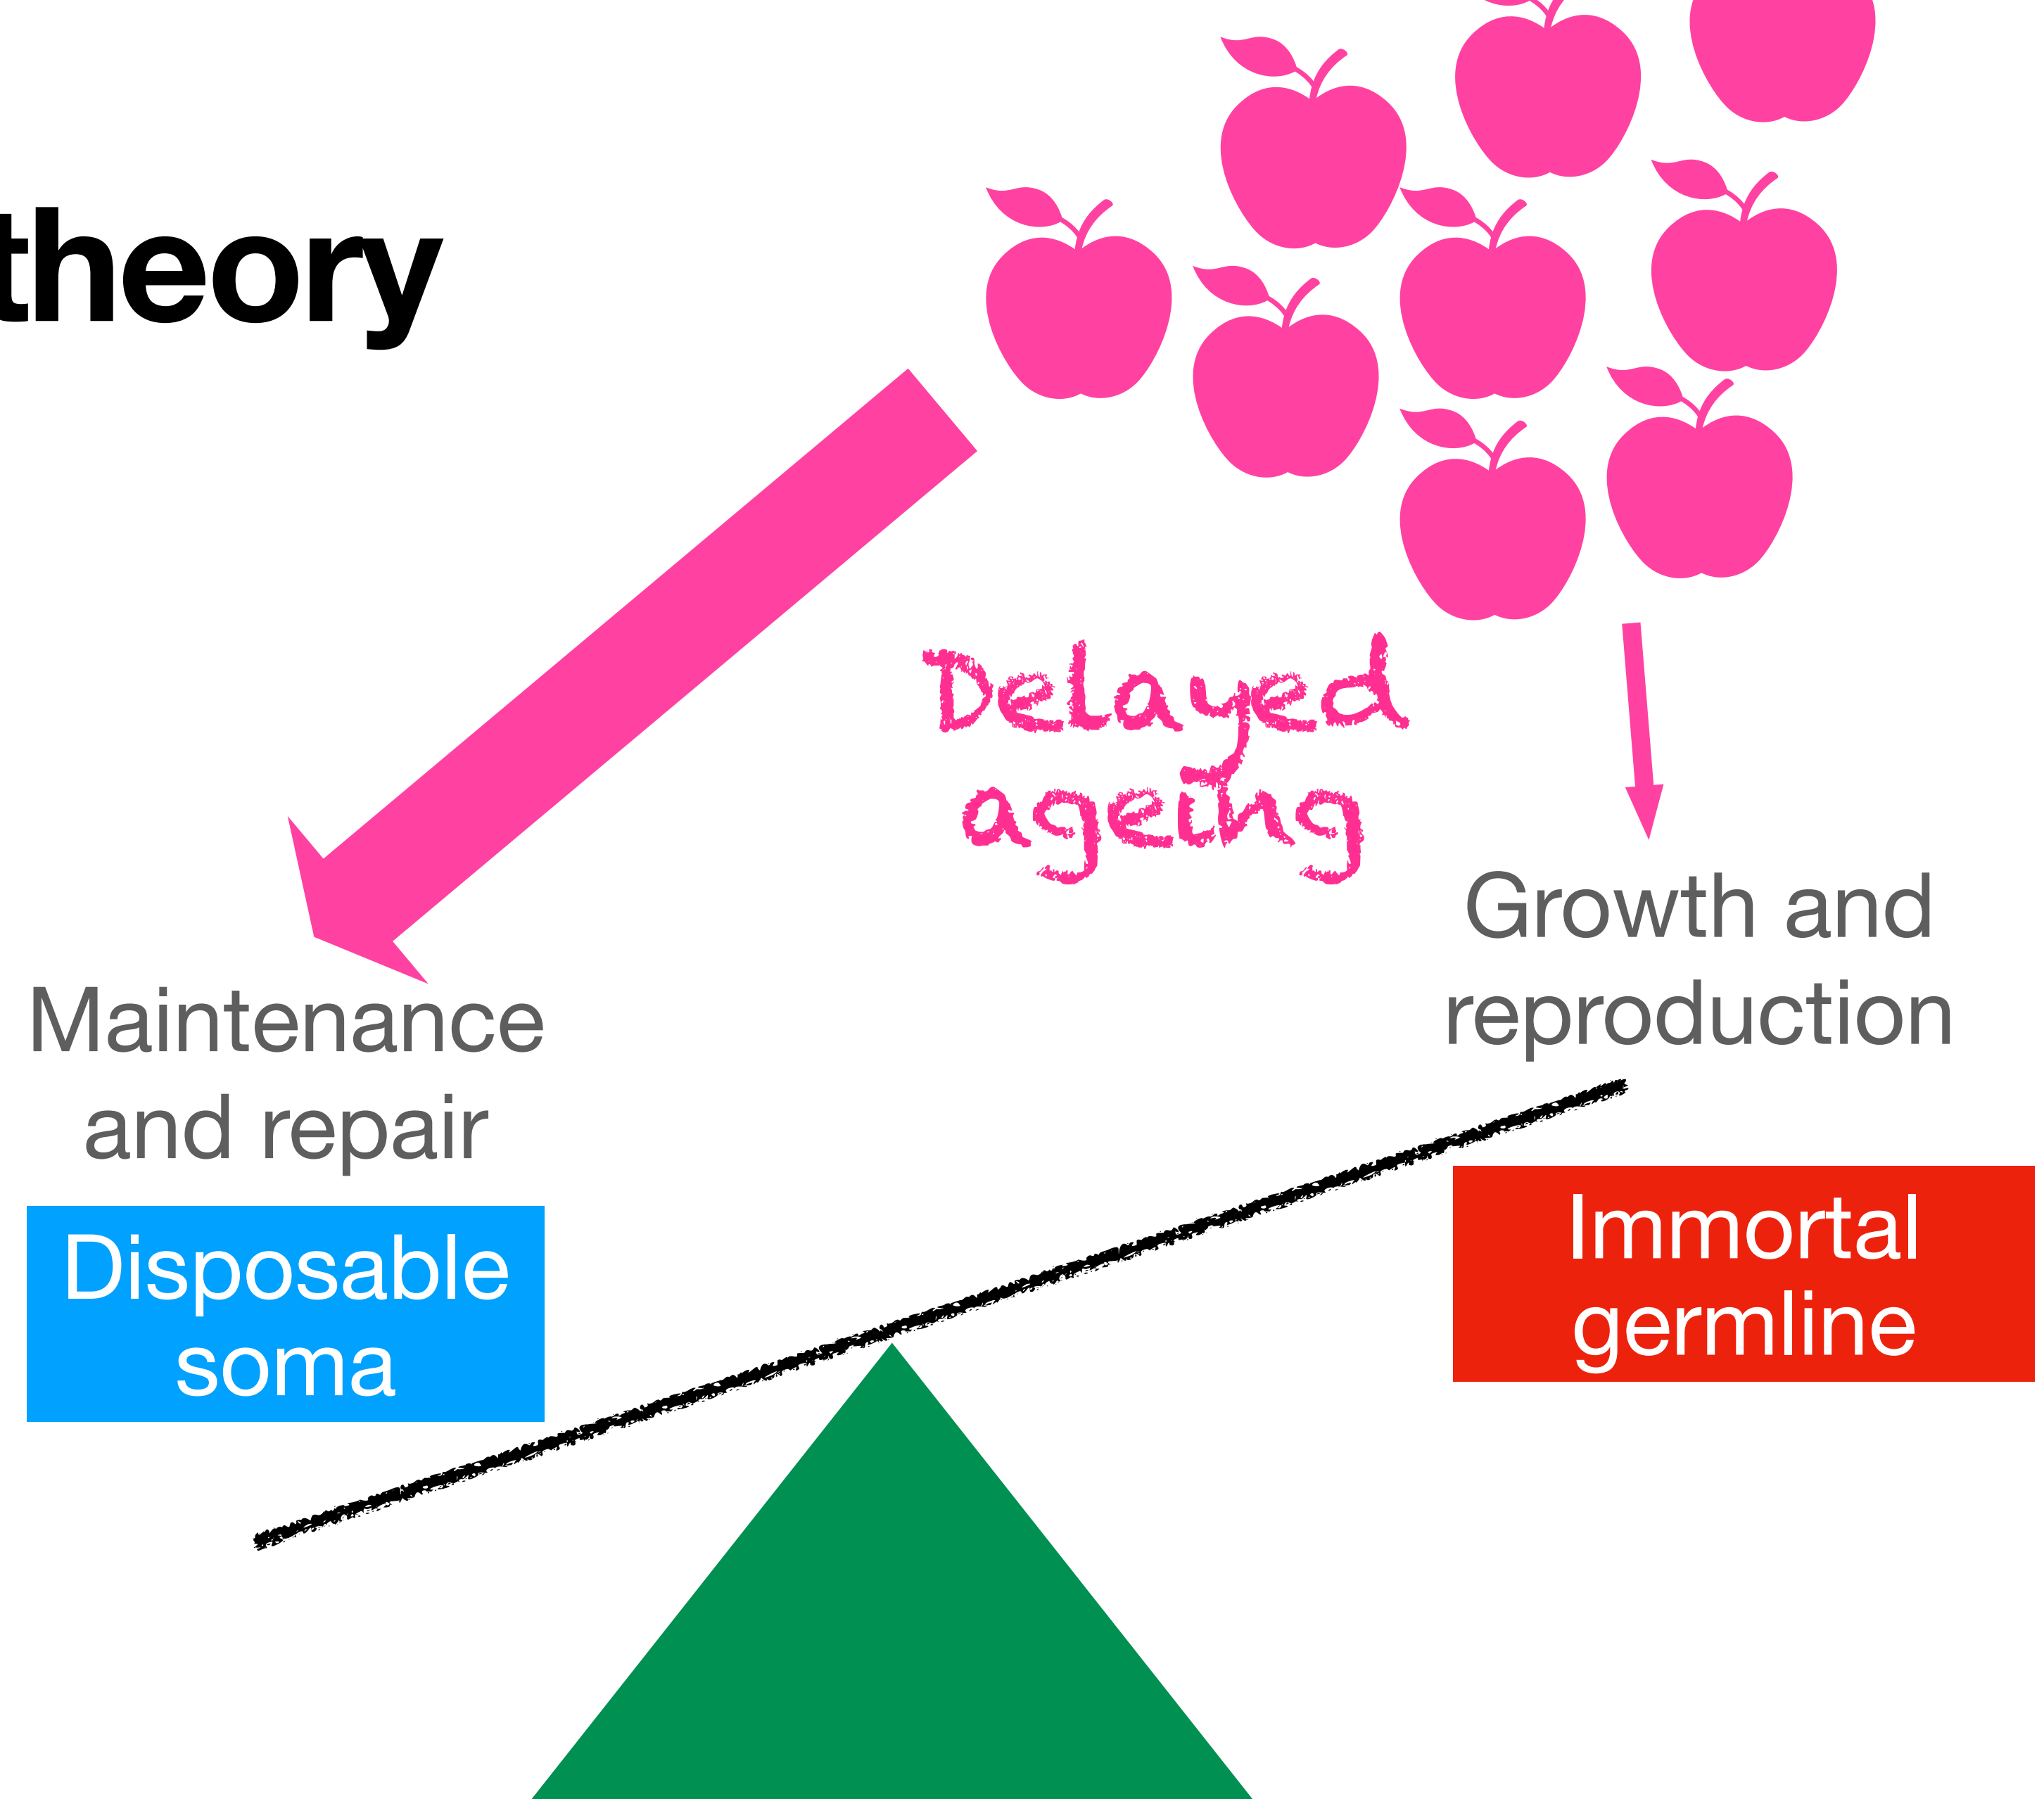 theory
Delayed
ageing
Growth and
reproduction
Maintenance
and repair
Disposable
soma
Immortal
germline